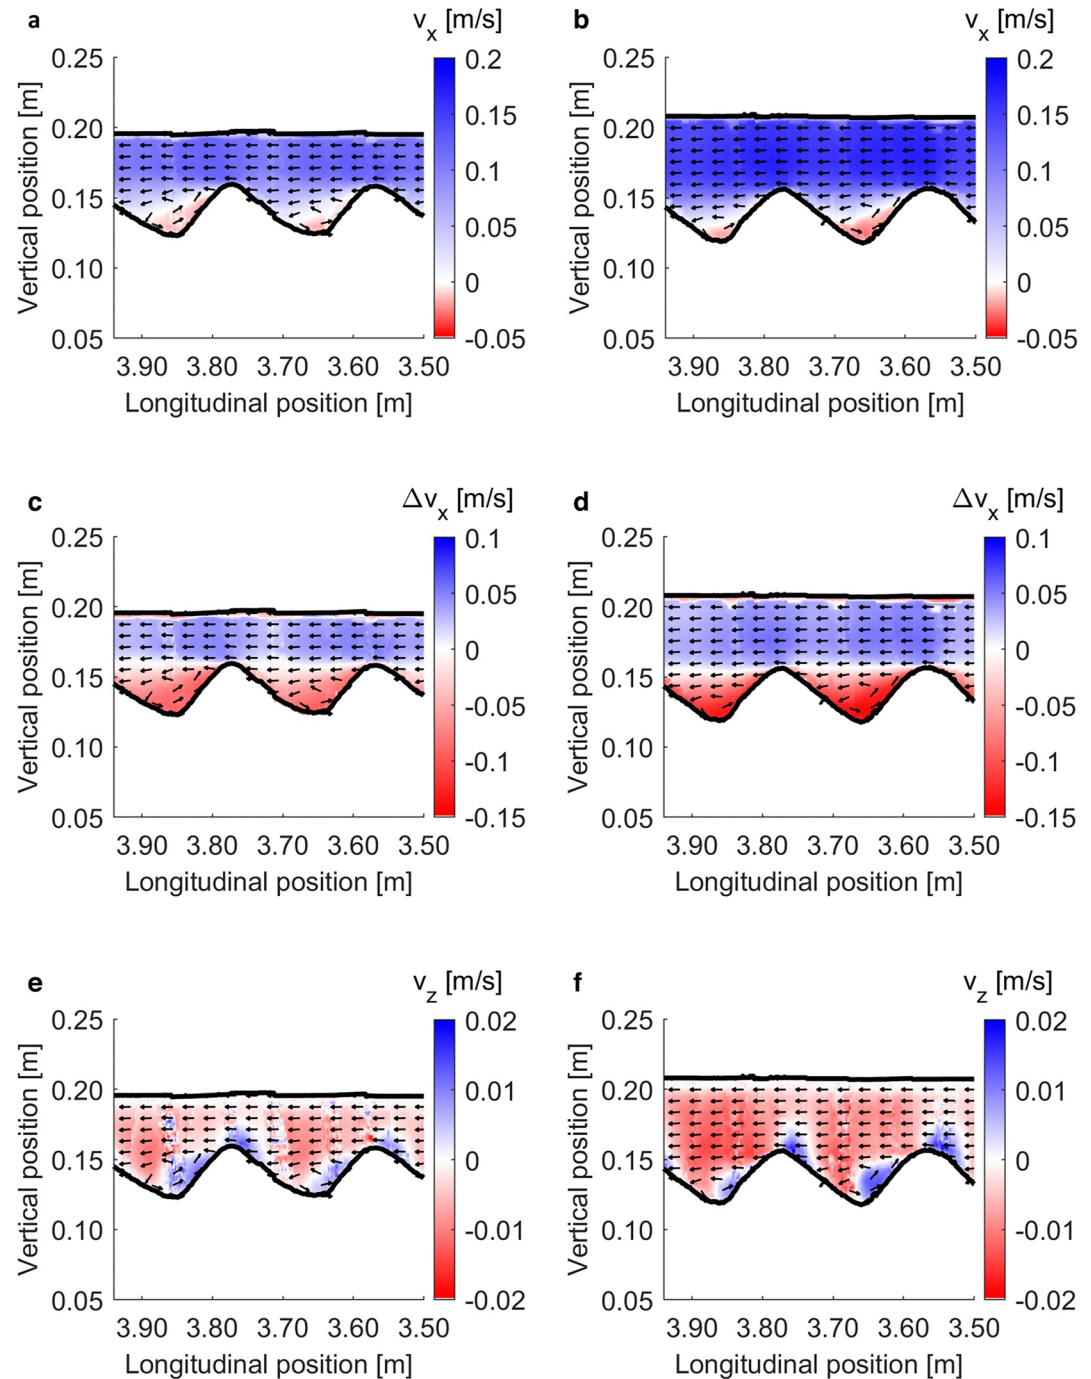 a
v_x [m/s]
Vertical position [m]
0.25
0.20
0.15
0.10
0.05
3.90 3.80 3.70 3.60 3.50
Longitudinal position [m]
0.2
0.15
0.1
0.05
0
-0.05
b
v_x [m/s]
Vertical position [m]
0.25
0.20
0.15
0.10
0.05
3.90 3.80 3.70 3.60 3.50
Longitudinal position [m]
0.2
0.15
0.1
0.05
0
-0.05
c
Δv_x [m/s]
Vertical position [m]
0.25
0.20
0.15
0.10
0.05
3.90 3.80 3.70 3.60 3.50
Longitudinal position [m]
0.1
0.05
0
-0.05
-0.1
-0.15
d
Δv_x [m/s]
Vertical position [m]
0.25
0.20
0.15
0.10
0.05
3.90 3.80 3.70 3.60 3.50
Longitudinal position [m]
0.1
0.05
0
-0.05
-0.1
-0.15
e
v_z [m/s]
Vertical position [m]
0.25
0.20
0.15
0.10
0.05
3.90 3.80 3.70 3.60 3.50
Longitudinal position [m]
0.02
0.01
0
-0.01
-0.02
f
v_z [m/s]
Vertical position [m]
0.25
0.20
0.15
0.10
0.05
3.90 3.80 3.70 3.60 3.50
Longitudinal position [m]
0.02
0.01
0
-0.01
-0.02